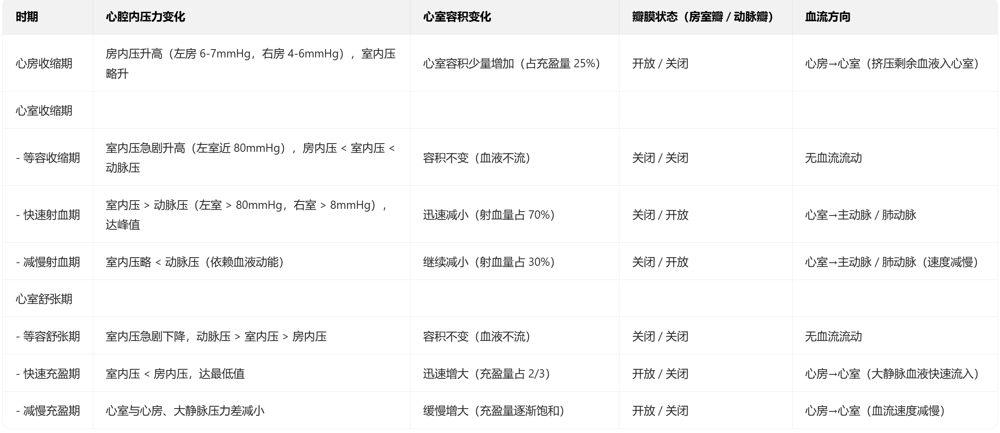 时期 心腔内压力变化 心室容积变化 瓣膜状态（房室瓣 / 动脉瓣） 血流方向
心房收缩期 房内压升高（左房 6-7mmHg，右房 4-6mmHg），室内压
略升 心室容积少量增加（占充盈量 25%） 开放 / 关闭 心房→心室（挤压剩余血液入心室）
心室收缩期
- 等容收缩期 室内压急剧升高（左室近 80mmHg），房内压 < 室内压 <
动脉压 容积不变（血液不流） 关闭 / 关闭 无血流流动
- 快速射血期 室内压 > 动脉压（左室 > 80mmHg，右室 > 8mmHg），
达峰值 迅速减小（射血量占 70%） 关闭 / 开放 心室→主动脉 / 肺动脉
- 减慢射血期 室内压略 < 动脉压（依赖血液动能） 继续减小（射血量占 30%） 关闭 / 开放 心室→主动脉 / 肺动脉（速度减慢）
心室舒张期
- 等容舒张期 室内压急剧下降，动脉压 > 室内压 > 房内压 容积不变（血液不流） 关闭 / 关闭 无血流流动
- 快速充盈期 室内压 < 房内压，达最低值 迅速增大（充盈量占 2/3） 开放 / 关闭 心房→心室（大静脉血液快速流入）
- 减慢充盈期 心室与心房、大静脉压力差减小 缓慢增大（充盈量逐渐饱和） 开放 / 关闭 心房→心室（血流速度减慢）